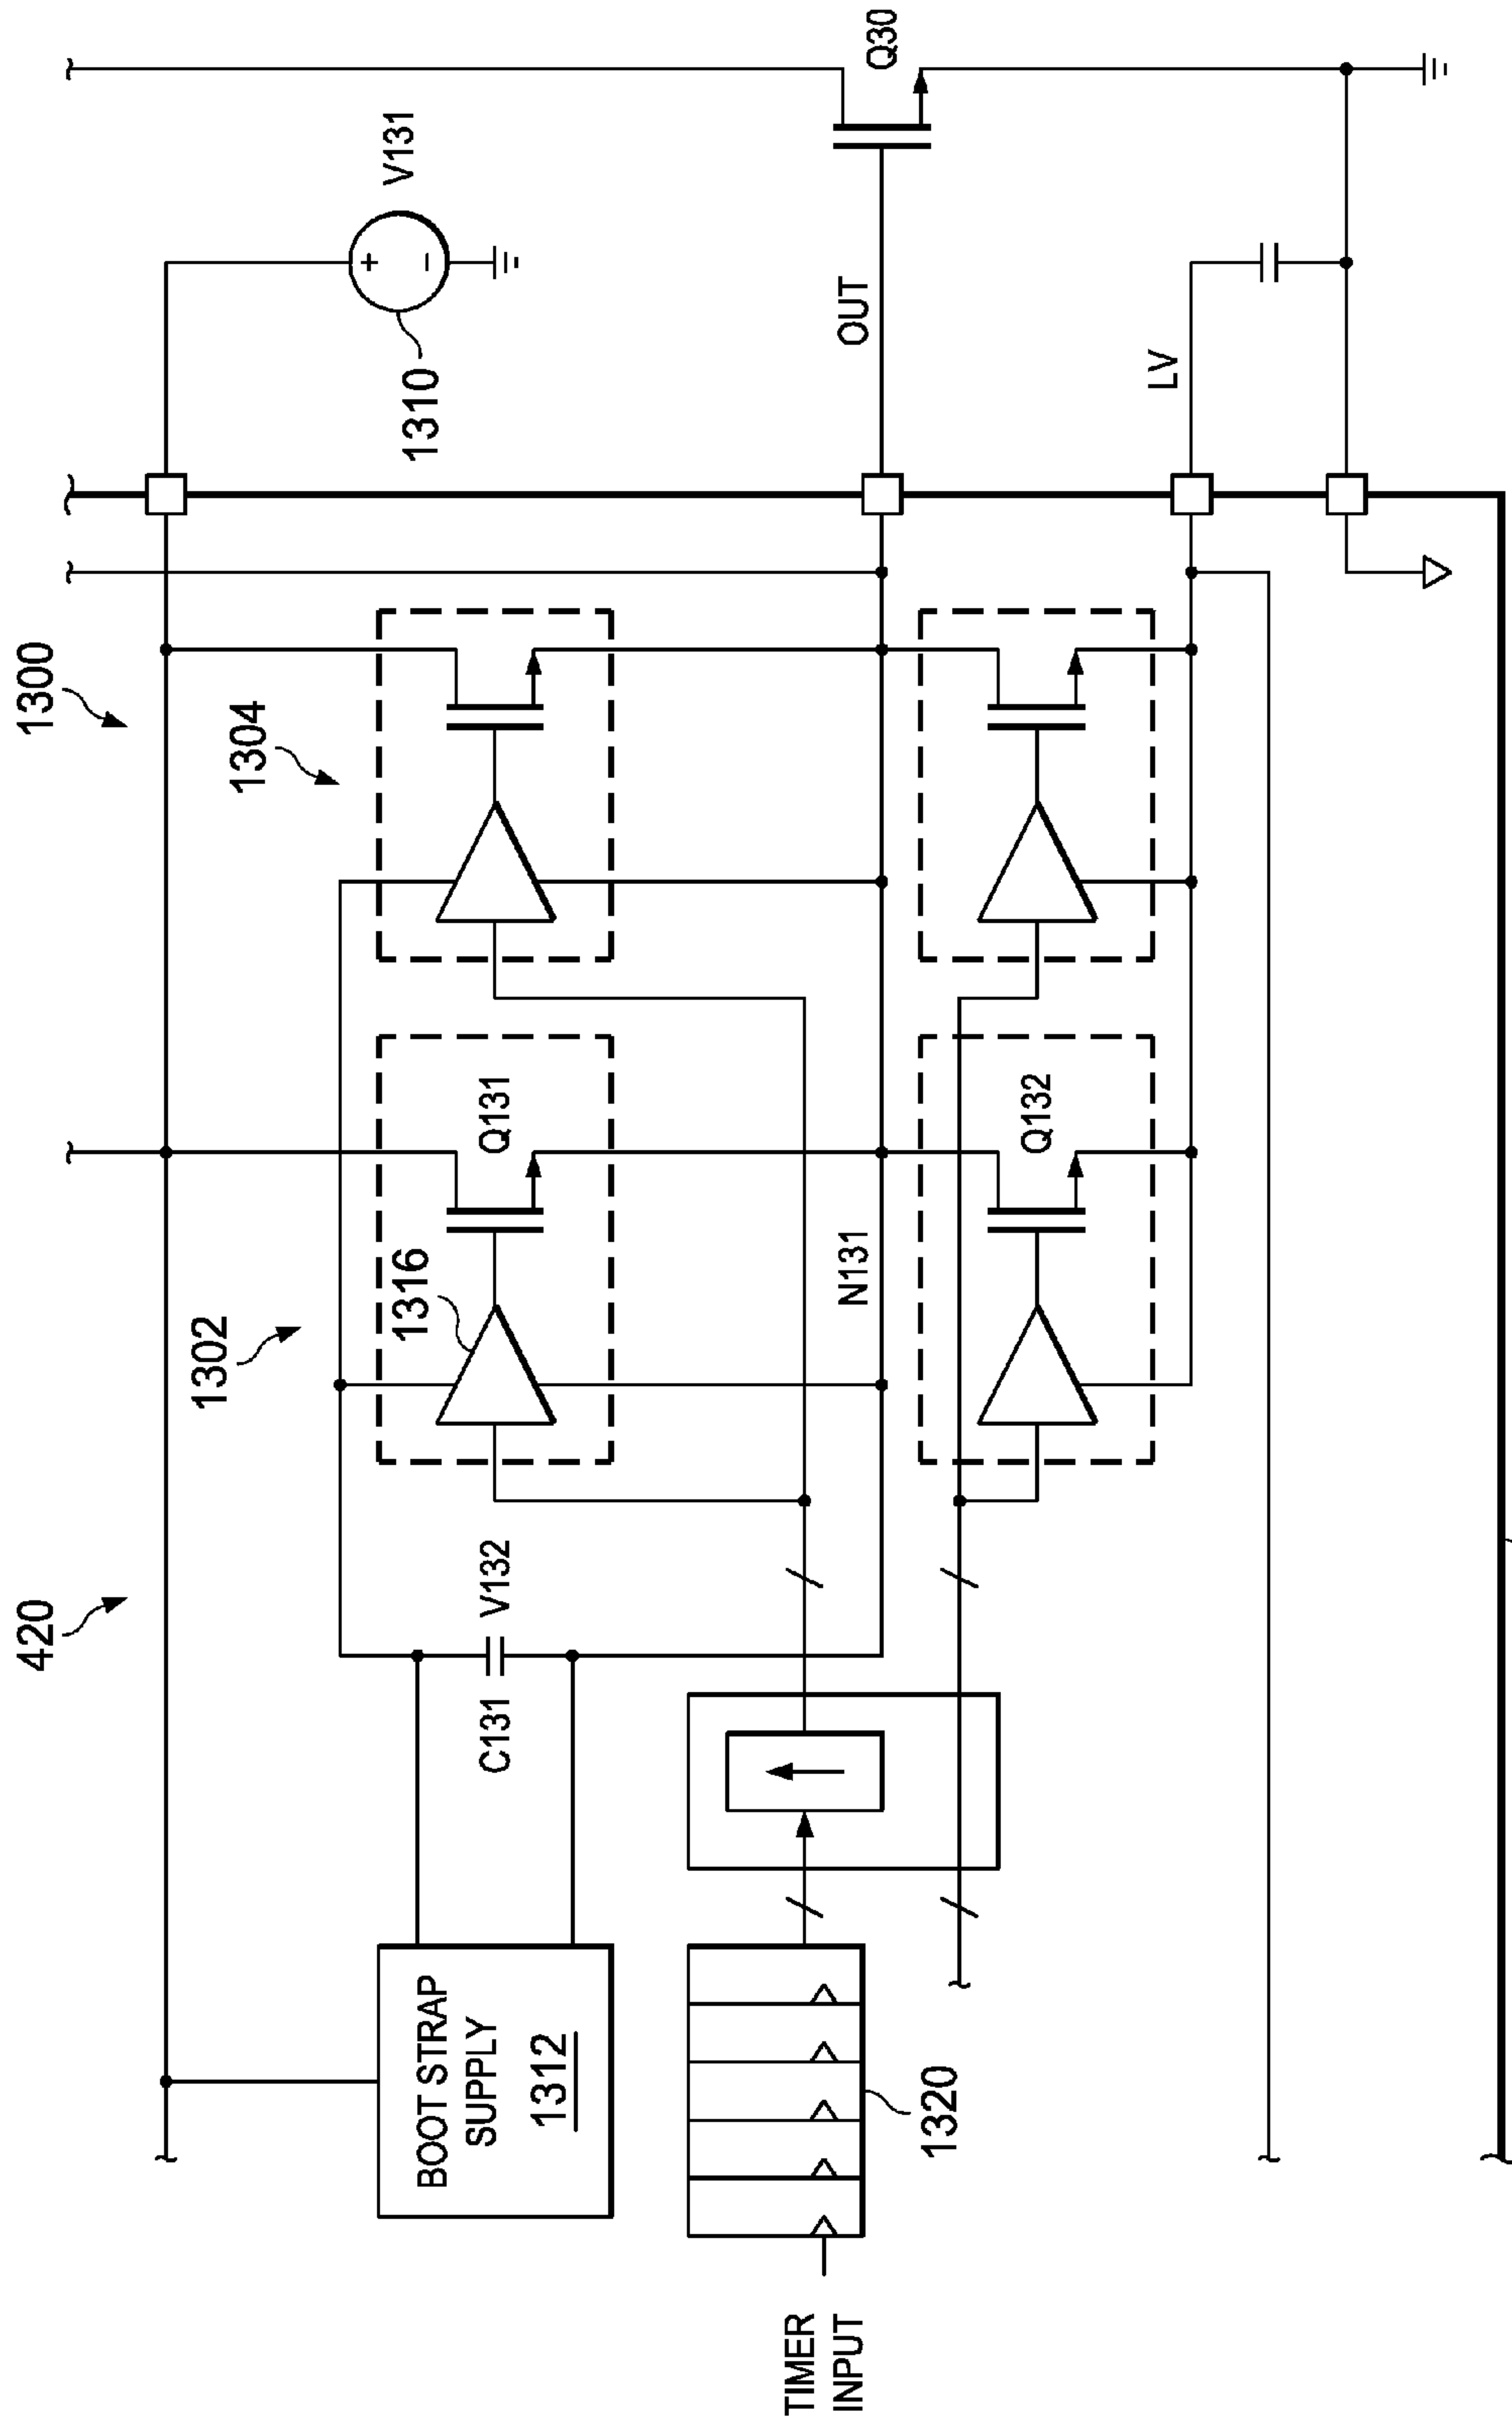 420
1300
1302
1304
V131
1310
Q30
BOOT STRAP
SUPPLY
1312
C131
V132
1316
Q131
N131
OUT
Q132
LV
TIMER
INPUT
1320